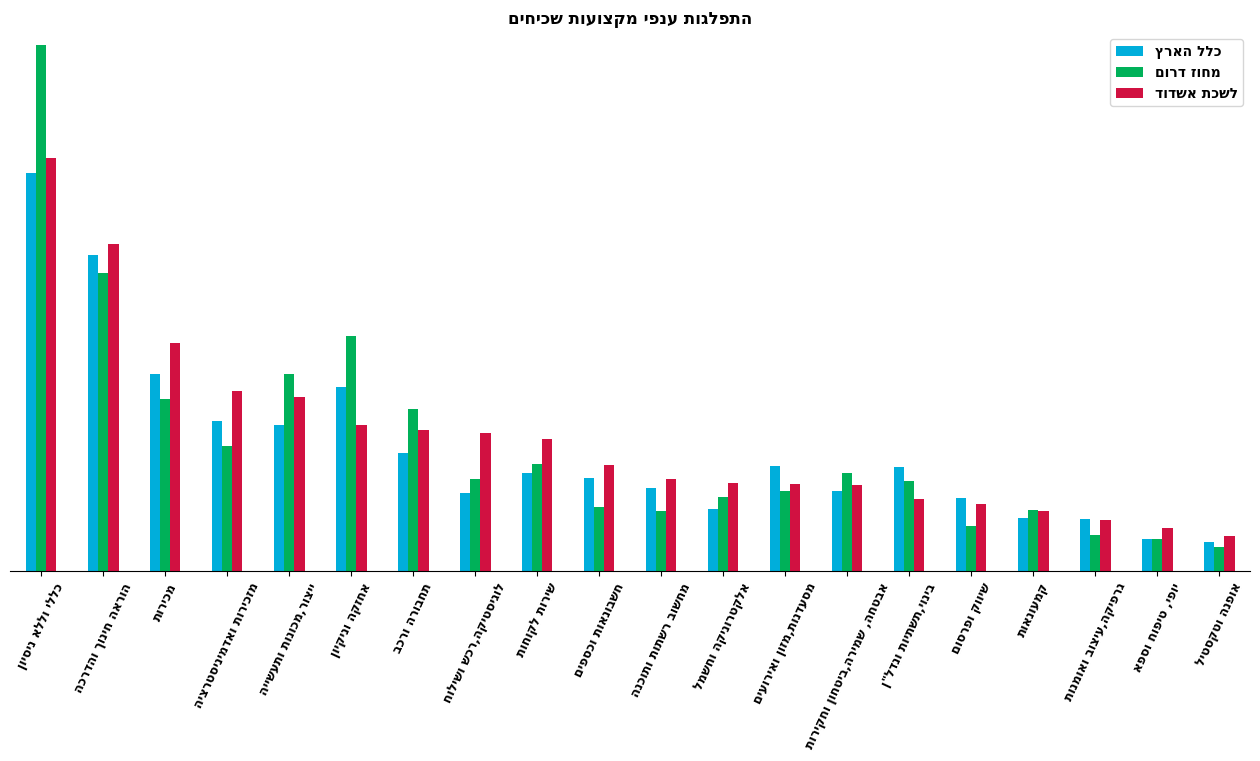 התפלגות ענפי מקצועות שכיחים
כלל הארץ
מחוז דרום
לשכת אשדוד
כללי וללא ניסיון
הוראה חינוך והדרכה
מכירות
מזכירות ואדמיניסטרציה
ייצור,מכונות ותעשייה
אחזקה וניקיון
תחבורה ורכב
לוגיסטיקה,רכש ושילוח
שירות לקוחות
חשבונאות וכספים
מחשוב רשתות ותוכנה
אלקטרוניקה וחשמל
מסעדנות,מזון ואירועים
אבטחה, שמירה,ביטחון וחקירות
בינוי,תשתיות ונדל"ן
שיווק ופרסום
קמעונאות
גרפיקה,עיצוב ואומנות
יופי, טיפוח וספא
אופנה וטקסטיל